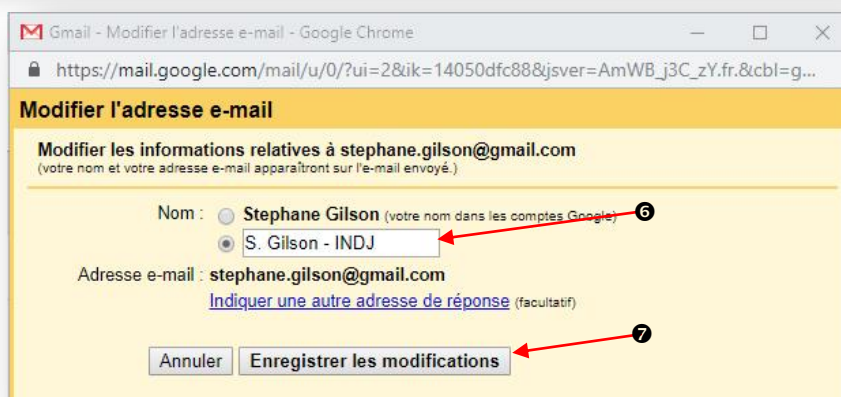 Gmail - Modifier l'adresse e-mail - Google Chrome
https://mail.google.com/mail/u/0/?ui=2&ik=14050dfc88&jsver=AmWB_j3C_zY.fr.&cbl=g...
Modifier l'adresse e-mail
Modifier les informations relatives à stephane.gilson@gmail.com
(votre nom et votre adresse e-mail apparaîtront sur l'e-mail envoyé.)
Nom : Stephane Gilson (votre nom dans les comptes Google) ❻
S. Gilson - INDJ
Adresse e-mail : stephane.gilson@gmail.com
Indiquer une autre adresse de réponse (facultatif)
❼
Annuler Enregistrer les modifications